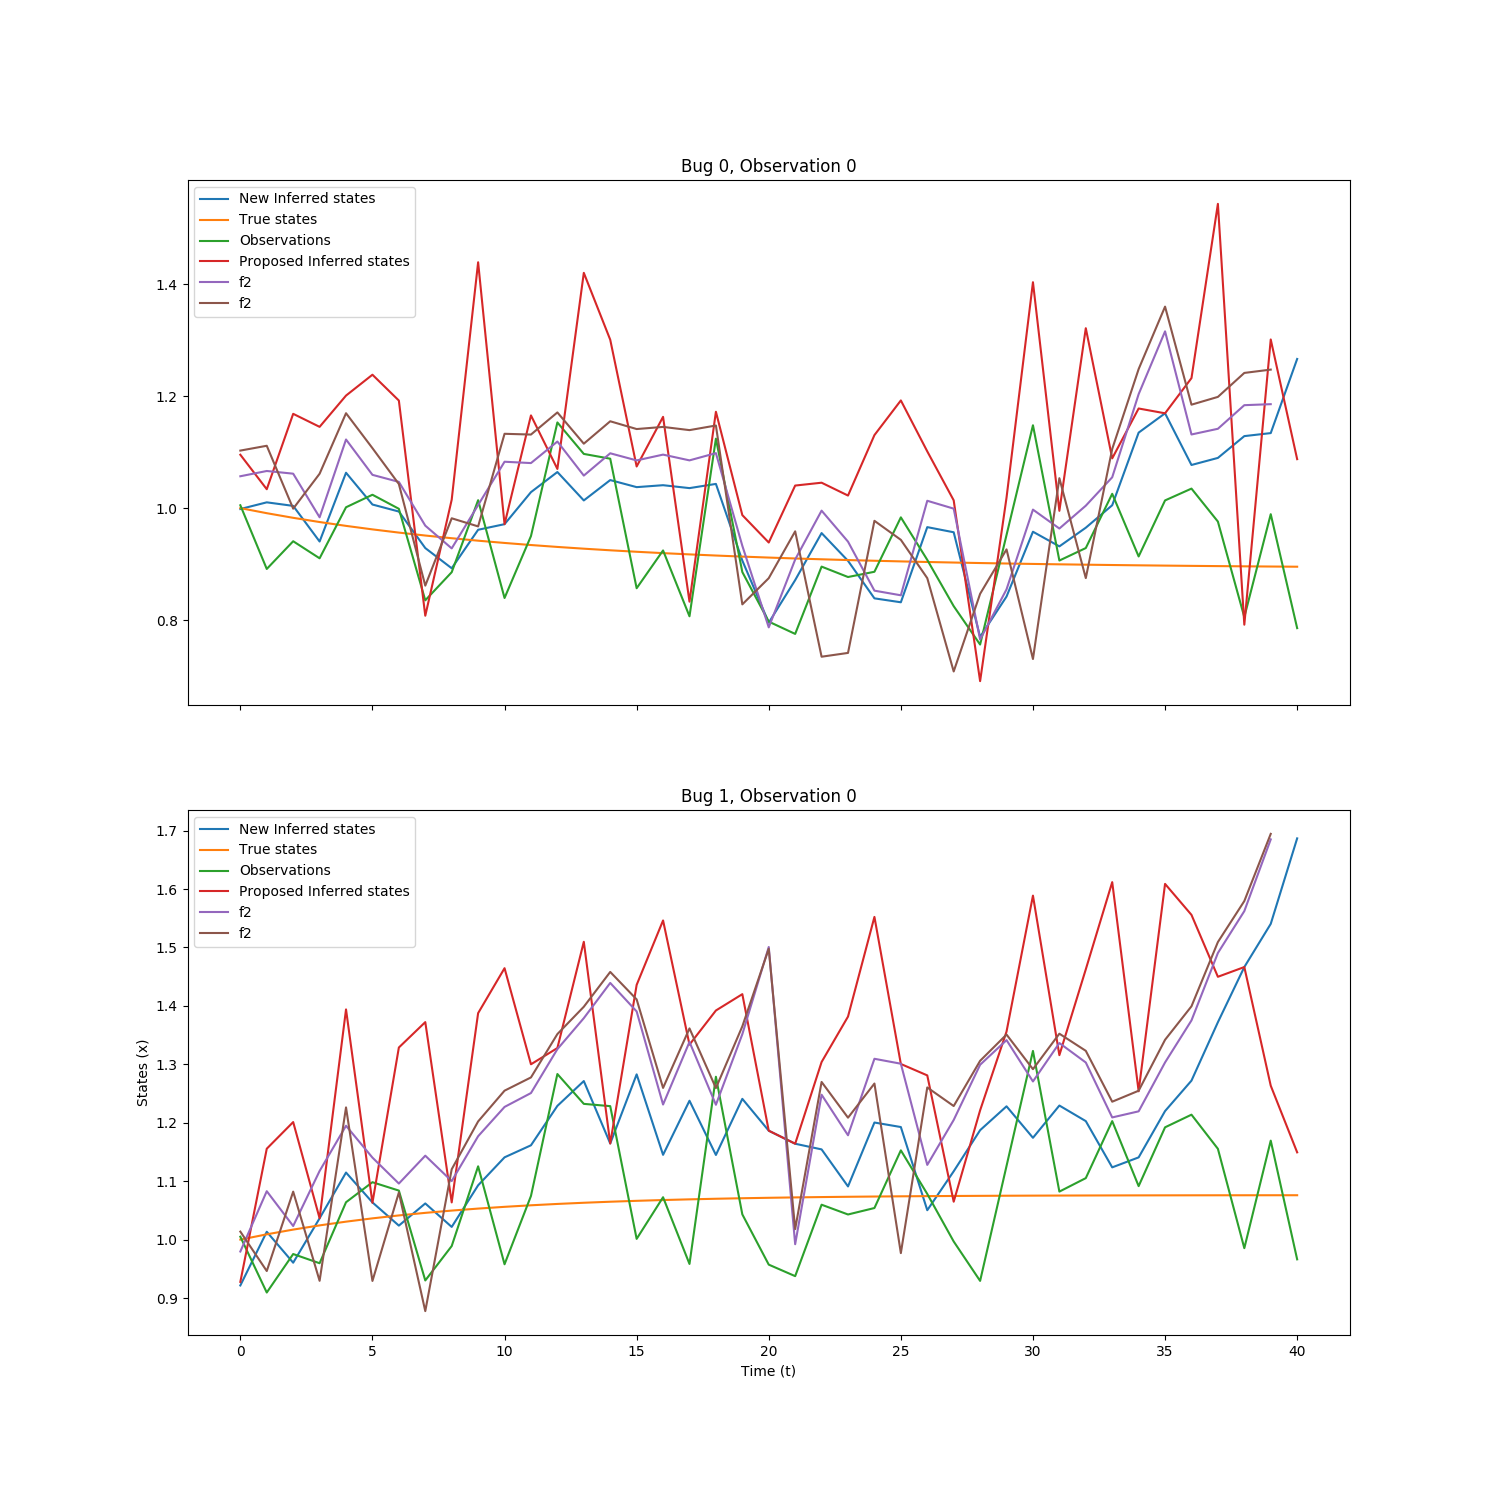 Bug 0, Observation 0
New Inferred states
True states
Observations
Proposed Inferred states
f2
f2
1.4
1.2
1.0
0.8
Bug 1, Observation 0
New Inferred states
True states
Observations
Proposed Inferred states
f2
f2
1.7
1.6
1.5
1.4
1.3
1.2
1.1
1.0
0.9
States (x)
0 5 10 15 20 25 30 35 40
Time (t)